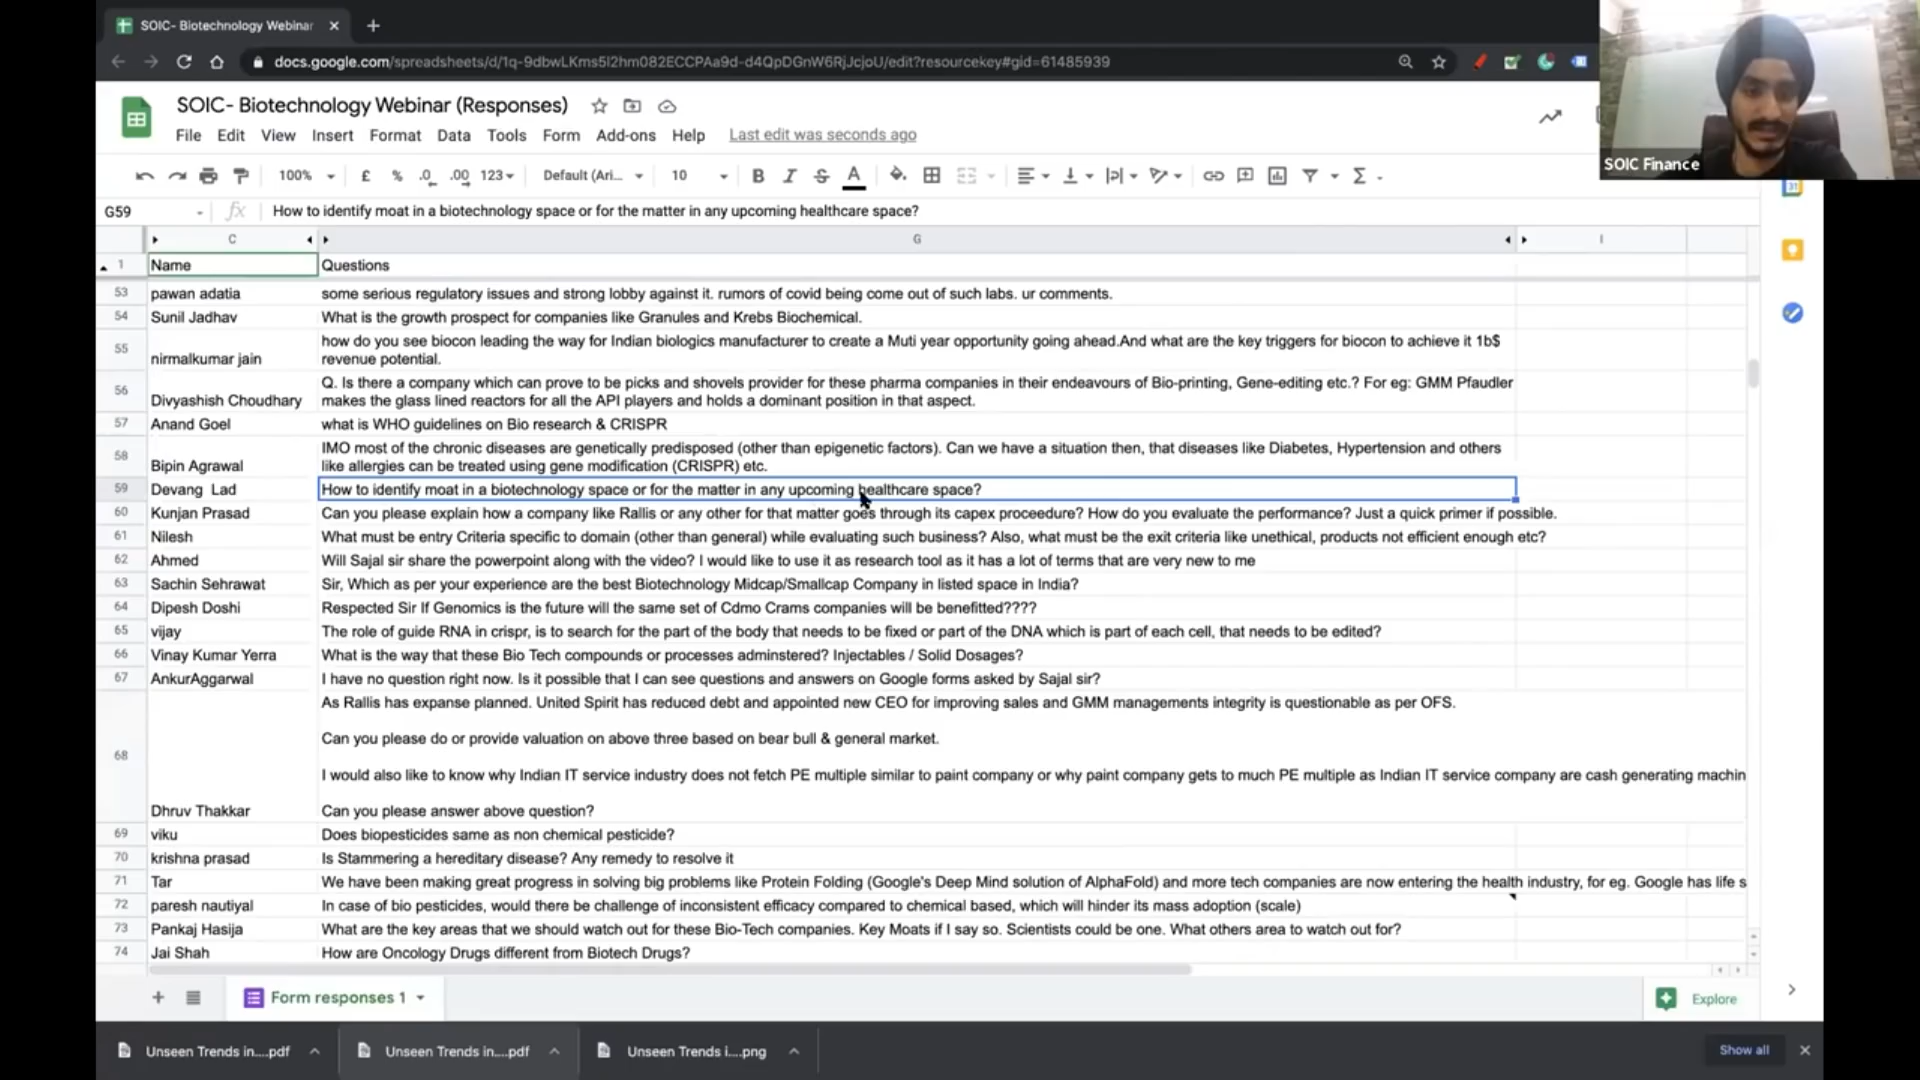 SOIC- Biotechnology Webinar
docs.google.com/spreadsheets/d/1q-9dbwLKms5l2hm082ECCPAa9d-d4QpDGnW6RjJcjoU/edit?resourcekey#gid=61485939
SOIC- Biotechnology Webinar (Responses)
File Edit View Insert Format Data Tools Form Add-ons Help Last edit was seconds ago
SOIC Finance
100% £ % .0 .00 123 Default (Ari... 10 B I S A
31
G59 fx How to identify moat in a biotechnology space or for the matter in any upcoming healthcare space?
C G I
1 Name Questions
53 pawan adatia some serious regulatory issues and strong lobby against it. rumors of covid being come out of such labs. ur comments.
54 Sunil Jadhav What is the growth prospect for companies like Granules and Krebs Biochemical.
55 nirmalkumar jain how do you see biocon leading the way for Indian biologics manufacturer to create a Muti year opportunity going ahead.And what are the key triggers for biocon to achieve it 1b$
revenue potential.
56 Divyashish Choudhary Q. Is there a company which can prove to be picks and shovels provider for these pharma companies in their endeavours of Bio-printing, Gene-editing etc.? For eg: GMM Pfaudler
makes the glass lined reactors for all the API players and holds a dominant position in that aspect.
57 Anand Goel what is WHO guidelines on Bio research & CRISPR
58 Bipin Agrawal IMO most of the chronic diseases are genetically predisposed (other than epigenetic factors). Can we have a situation then, that diseases like Diabetes, Hypertension and others
like allergies can be treated using gene modification (CRISPR) etc.
59 Devang Lad How to identify moat in a biotechnology space or for the matter in any upcoming healthcare space?
60 Kunjan Prasad Can you please explain how a company like Rallis or any other for that matter goes through its capex proceedure? How do you evaluate the performance? Just a quick primer if possible.
61 Nilesh What must be entry Criteria specific to domain (other than general) while evaluating such business? Also, what must be the exit criteria like unethical, products not efficient enough etc?
62 Ahmed Will Sajal sir share the powerpoint along with the video? I would like to use it as research tool as it has a lot of terms that are very new to me
63 Sachin Sehrawat Sir, Which as per your experience are the best Biotechnology Midcap/Smallcap Company in listed space in India?
64 Dipesh Doshi Respected Sir If Genomics is the future will the same set of Cdmo Crams companies will be benefitted????
65 vijay The role of guide RNA in crispr, is to search for the part of the body that needs to be fixed or part of the DNA which is part of each cell, that needs to be edited?
66 Vinay Kumar Yerra What is the way that these Bio Tech compounds or processes adminstered? Injectables / Solid Dosages?
67 AnkurAggarwal I have no question right now. Is it possible that I can see questions and answers on Google forms asked by Sajal sir?
As Rallis has expanse planned. United Spirit has reduced debt and appointed new CEO for improving sales and GMM managements integrity is questionable as per OFS.
Can you please do or provide valuation on above three based on bear bull & general market.
68
I would also like to know why Indian IT service industry does not fetch PE multiple similar to paint company or why paint company gets to much PE multiple as Indian IT service company are cash generating machin
Dhruv Thakkar Can you please answer above question?
69 viku Does biopesticides same as non chemical pesticide?
70 krishna prasad Is Stammering a hereditary disease? Any remedy to resolve it
71 Tar We have been making great progress in solving big problems like Protein Folding (Google's Deep Mind solution of AlphaFold) and more tech companies are now entering the health industry, for eg. Google has life s
72 paresh nautiyal In case of bio pesticides, would there be challenge of inconsistent efficacy compared to chemical based, which will hinder its mass adoption (scale)
73 Pankaj Hasija What are the key areas that we should watch out for these Bio-Tech companies. Key Moats if I say so. Scientists could be one. What others area to watch out for?
74 Jai Shah How are Oncology Drugs different from Biotech Drugs?
Form responses 1 Explore
Unseen Trends in....pdf Unseen Trends in....pdf Unseen Trends i....png Show all